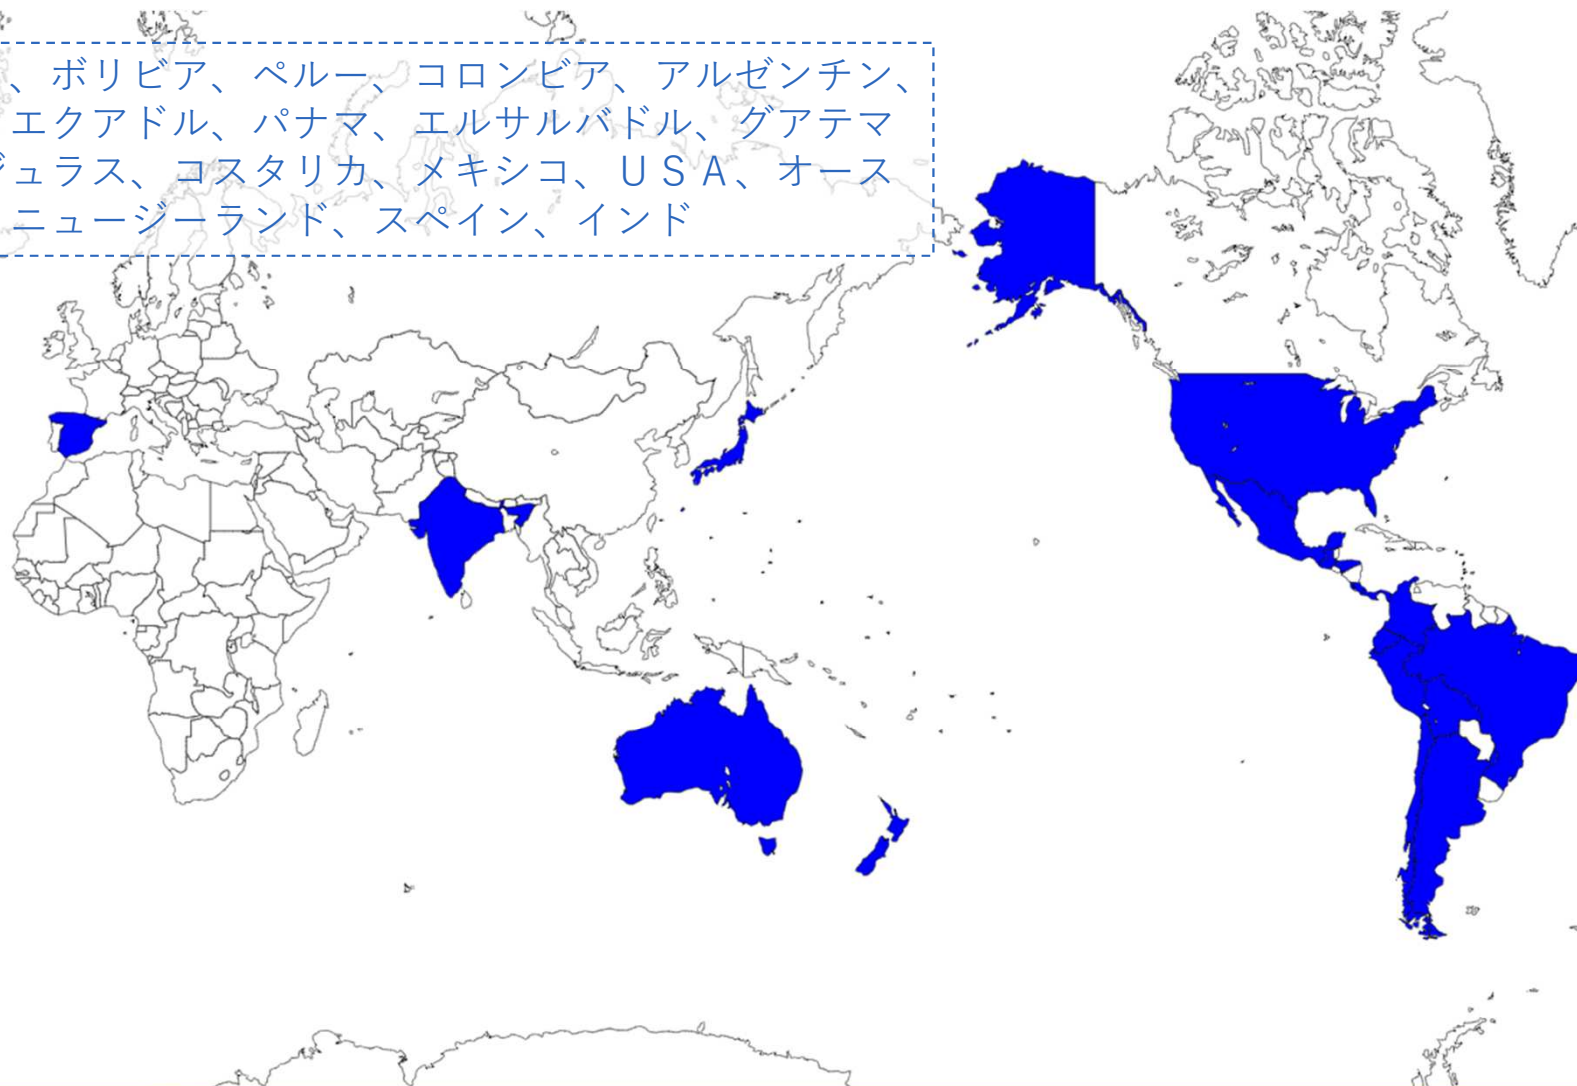 、ボリビア、ペルー、コロンビア、アルゼンチン、
エクアドル、パナマ、エルサルバドル、グアテマ
ジュラス、コスタリカ、メキシコ、ＵＳＡ、オース
ニュージーランド、スペイン、インド